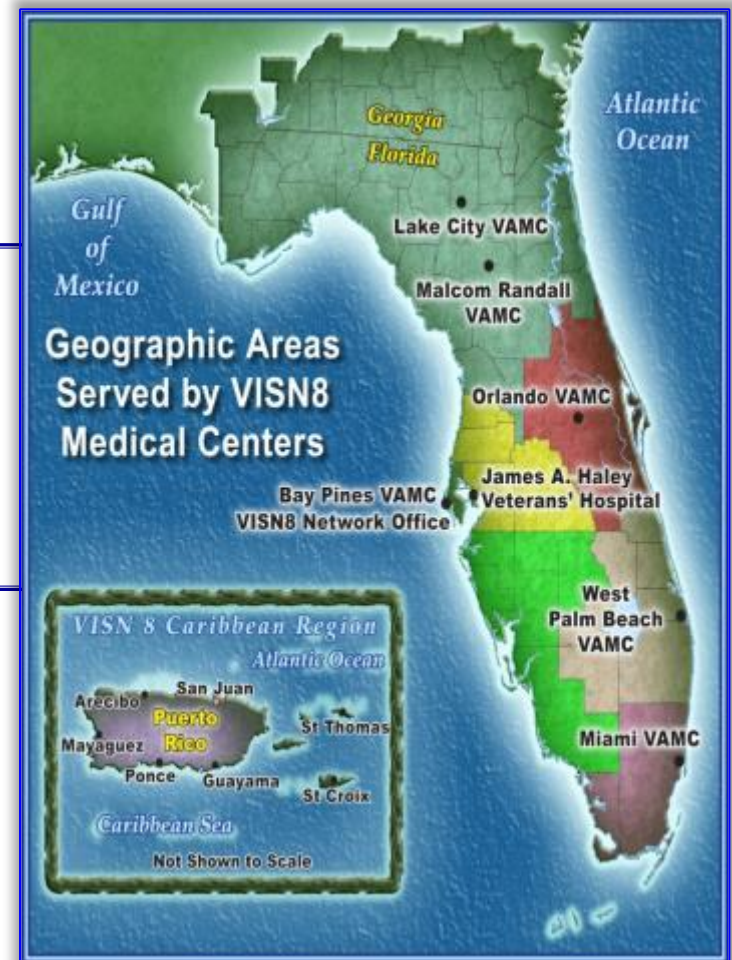 Georgia
Florida
Atlantic
Ocean
Gulf
of
Mexico
Lake City VAMC
Malcom Randall
VAMC
Geographic Areas
Served by VISN8
Medical Centers
Orlando VAMC
James A. Haley
Veterans' Hospital
Bay Pines VAMC
VISN8 Network Office
West
Palm Beach
VAMC
Miami VAMC
VISN 8 Caribbean Region
Atlantic Ocean
San Juan
Arecibo
Puerto
Rico
St Thomas
Mayaguez
Ponce
Guayama
St Croix
Caribbean Sea
Not Shown to Scale